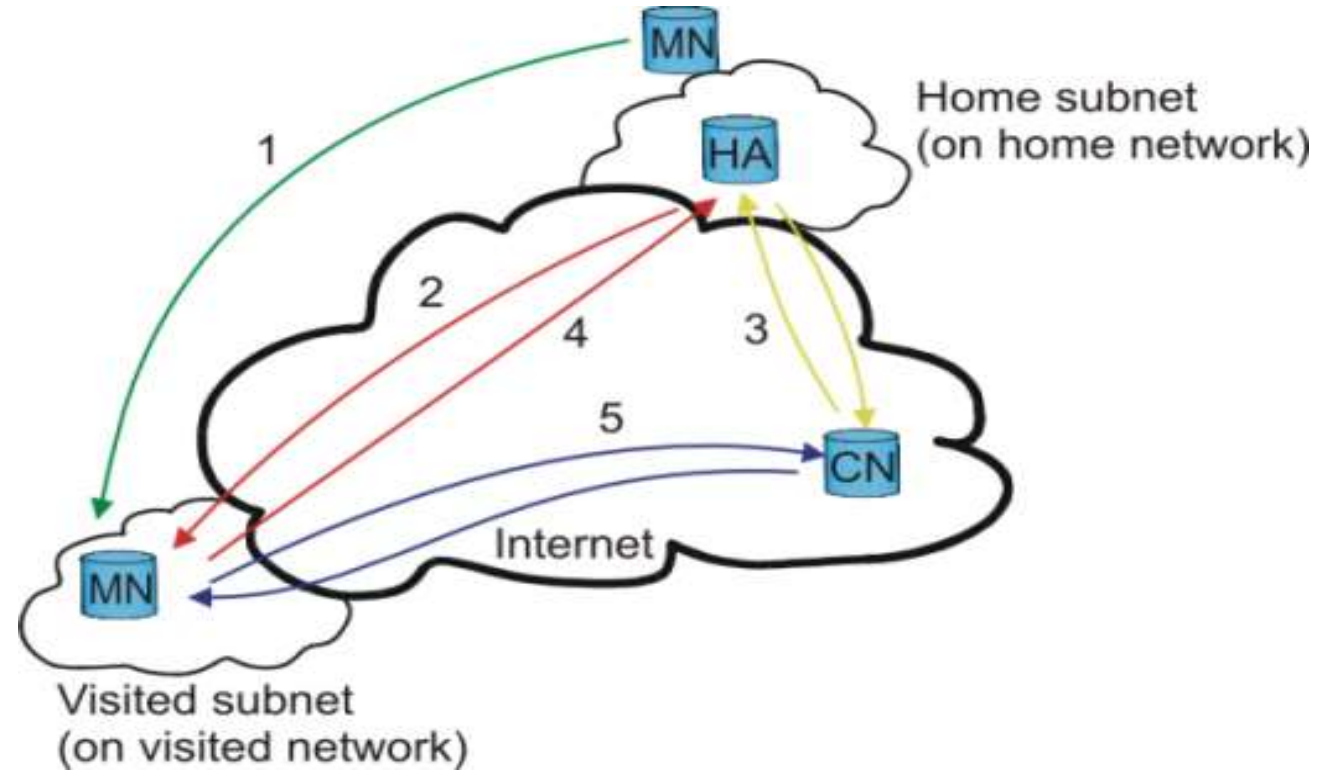 MN
Home subnet
(on home network)
HA
1
2
4
3
5
CN
Internet
MN
Visited subnet
(on visited network)